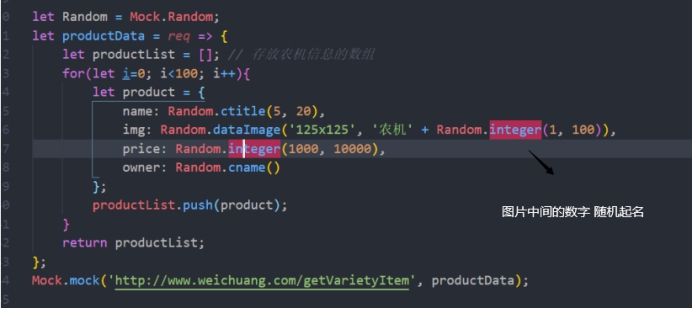 0 let Random = Mock.Random;
1 let productData = req => {
2 let productList = []; // 存放农机信息的数组
3 for(let i=0; i<100; i++){
4 let product = {
5 name: Random.ctitle(5, 20),
6 img: Random.dataImage('125x125', '农机' + Random.integer(1, 100)),
7 price: Random.integer(1000, 10000),
8 owner: Random.cname()
9 };
0 productList.push(product);
图片中间的数字 随机起名
1 }
2 return productList;
3 };
4 Mock.mock('http://www.weichuang.com/getVarietyItem', productData);
5